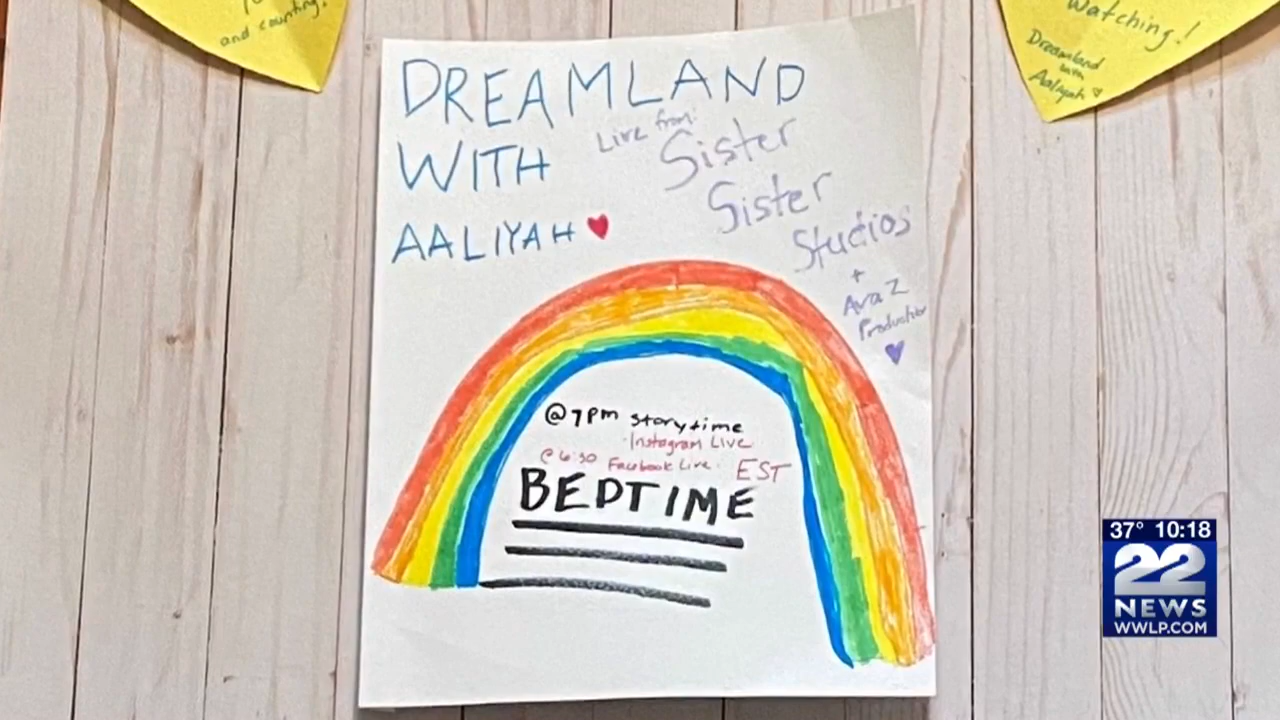 and counting!
Watching!
Dreamland
with
Aaliyah
DREAMLAND
WITH
AALIYAH
Live from:
Sister
Sister
Studios
+
Ava Z
Production
@7pm storytime
Instagram Live
@ 6:30 Facebook Live EST
BEDTIME
37° 10:18
22
NEWS
WWLP.COM